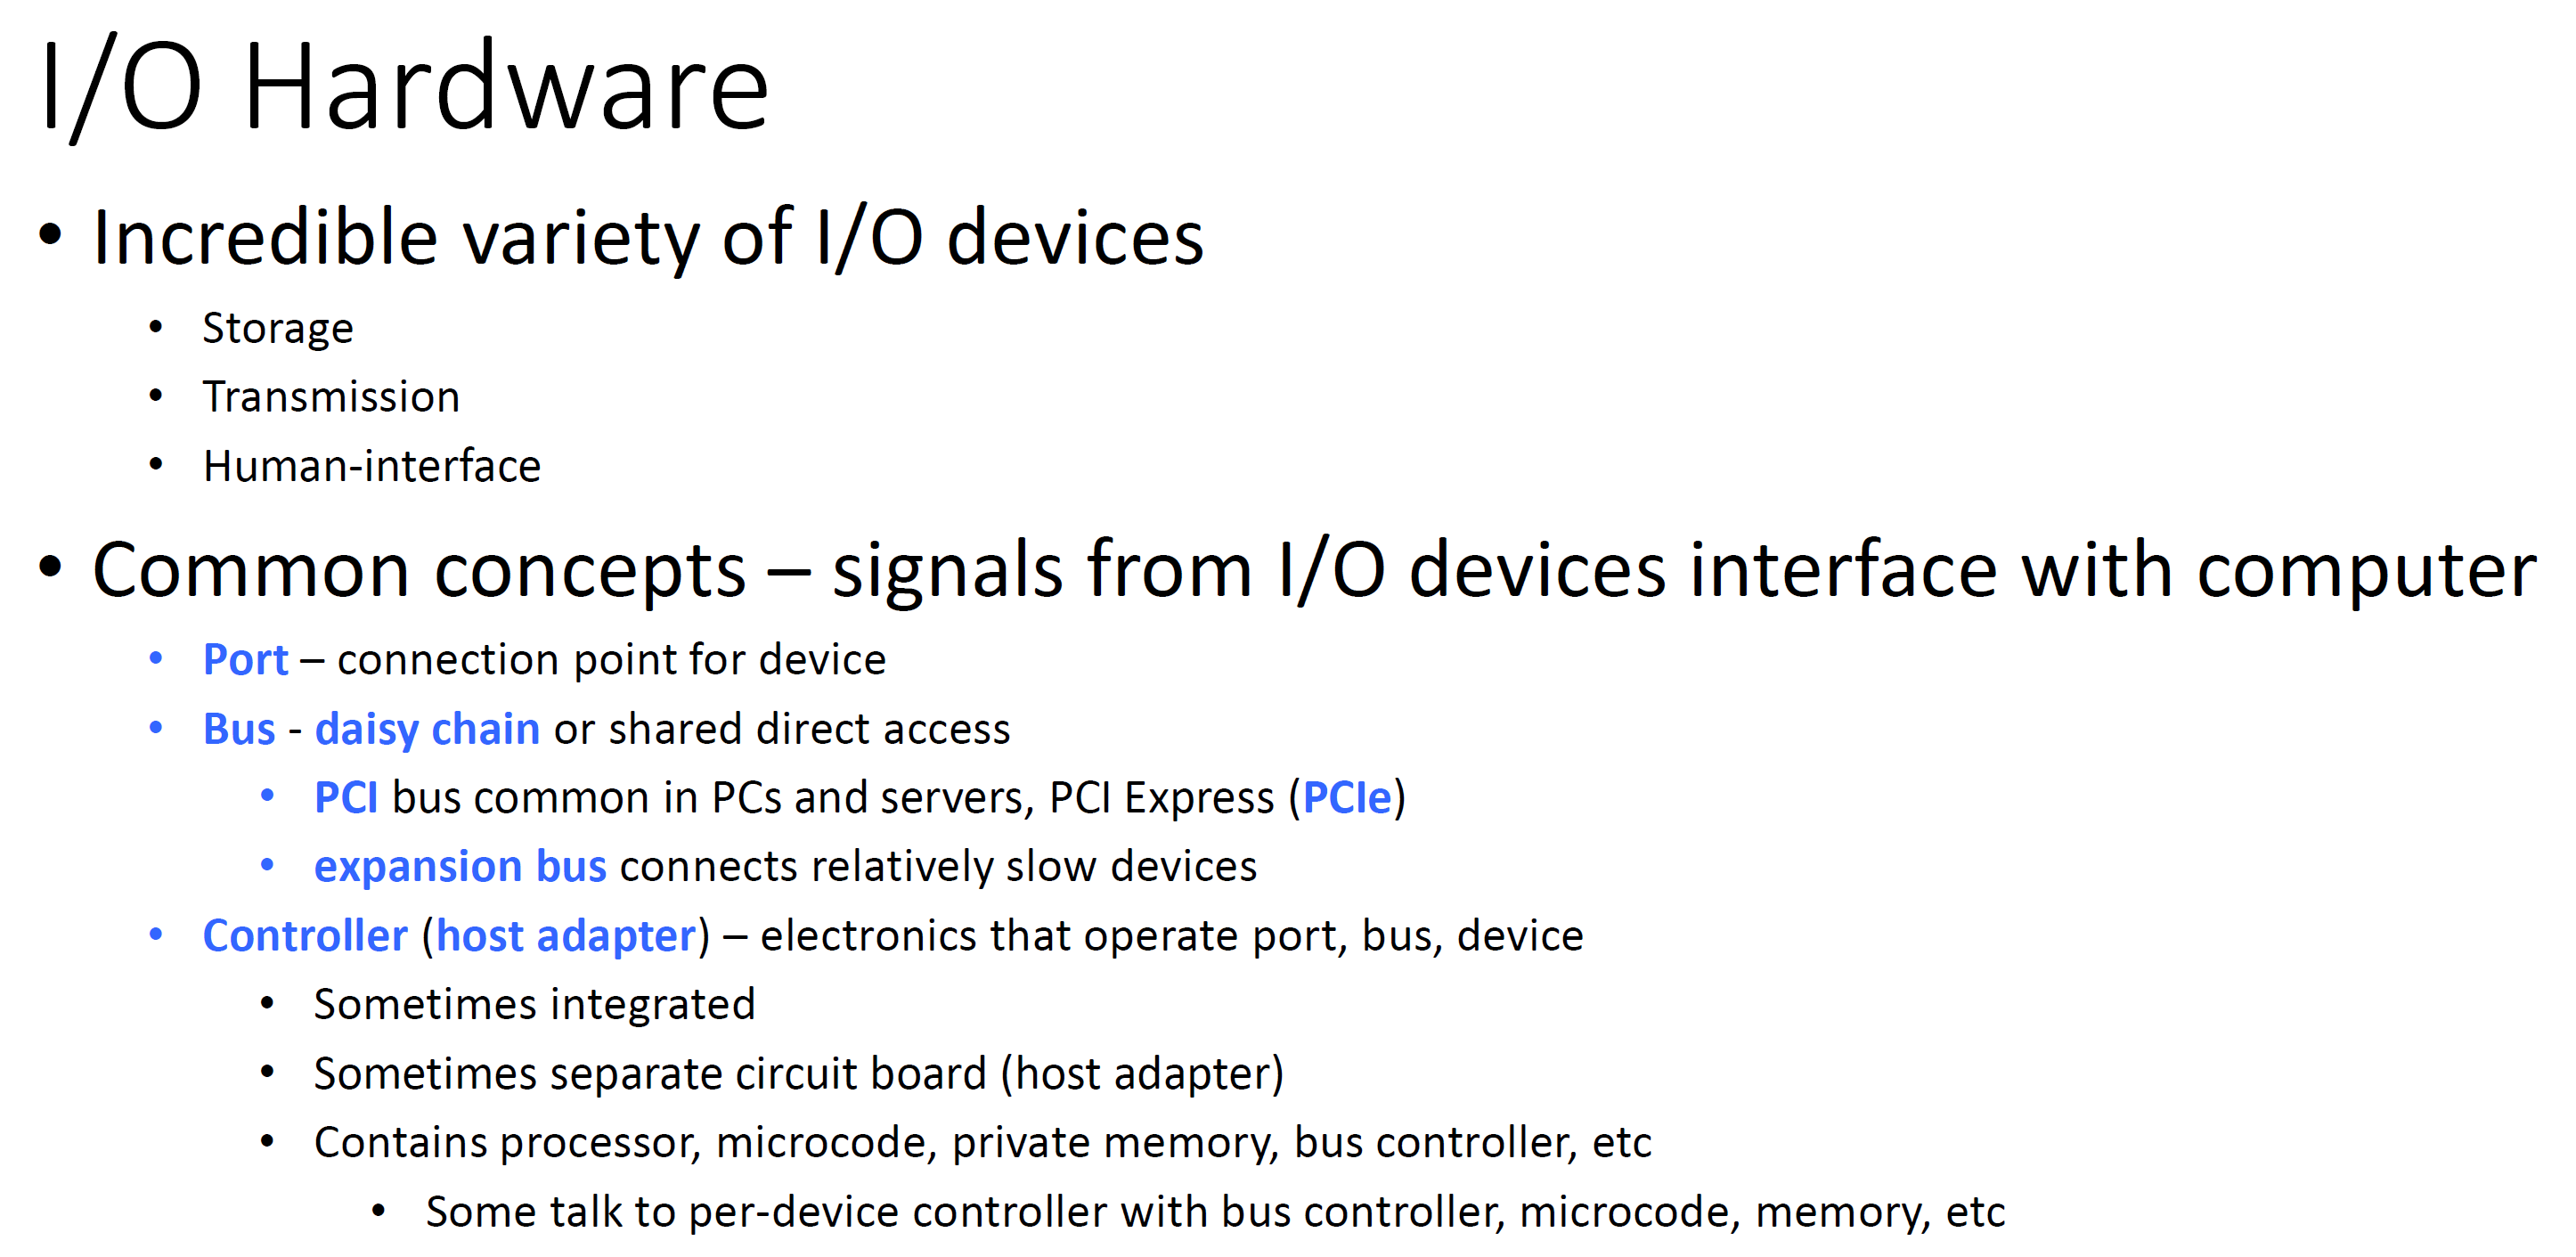 I/O Hardware
• Incredible variety of I/O devices
• Storage
• Transmission
• Human-interface
• Common concepts – signals from I/O devices interface with computer
• Port – connection point for device
• Bus - daisy chain or shared direct access
• PCI bus common in PCs and servers, PCI Express (PCIe)
• expansion bus connects relatively slow devices
• Controller (host adapter) – electronics that operate port, bus, device
• Sometimes integrated
• Sometimes separate circuit board (host adapter)
• Contains processor, microcode, private memory, bus controller, etc
• Some talk to per-device controller with bus controller, microcode, memory, etc